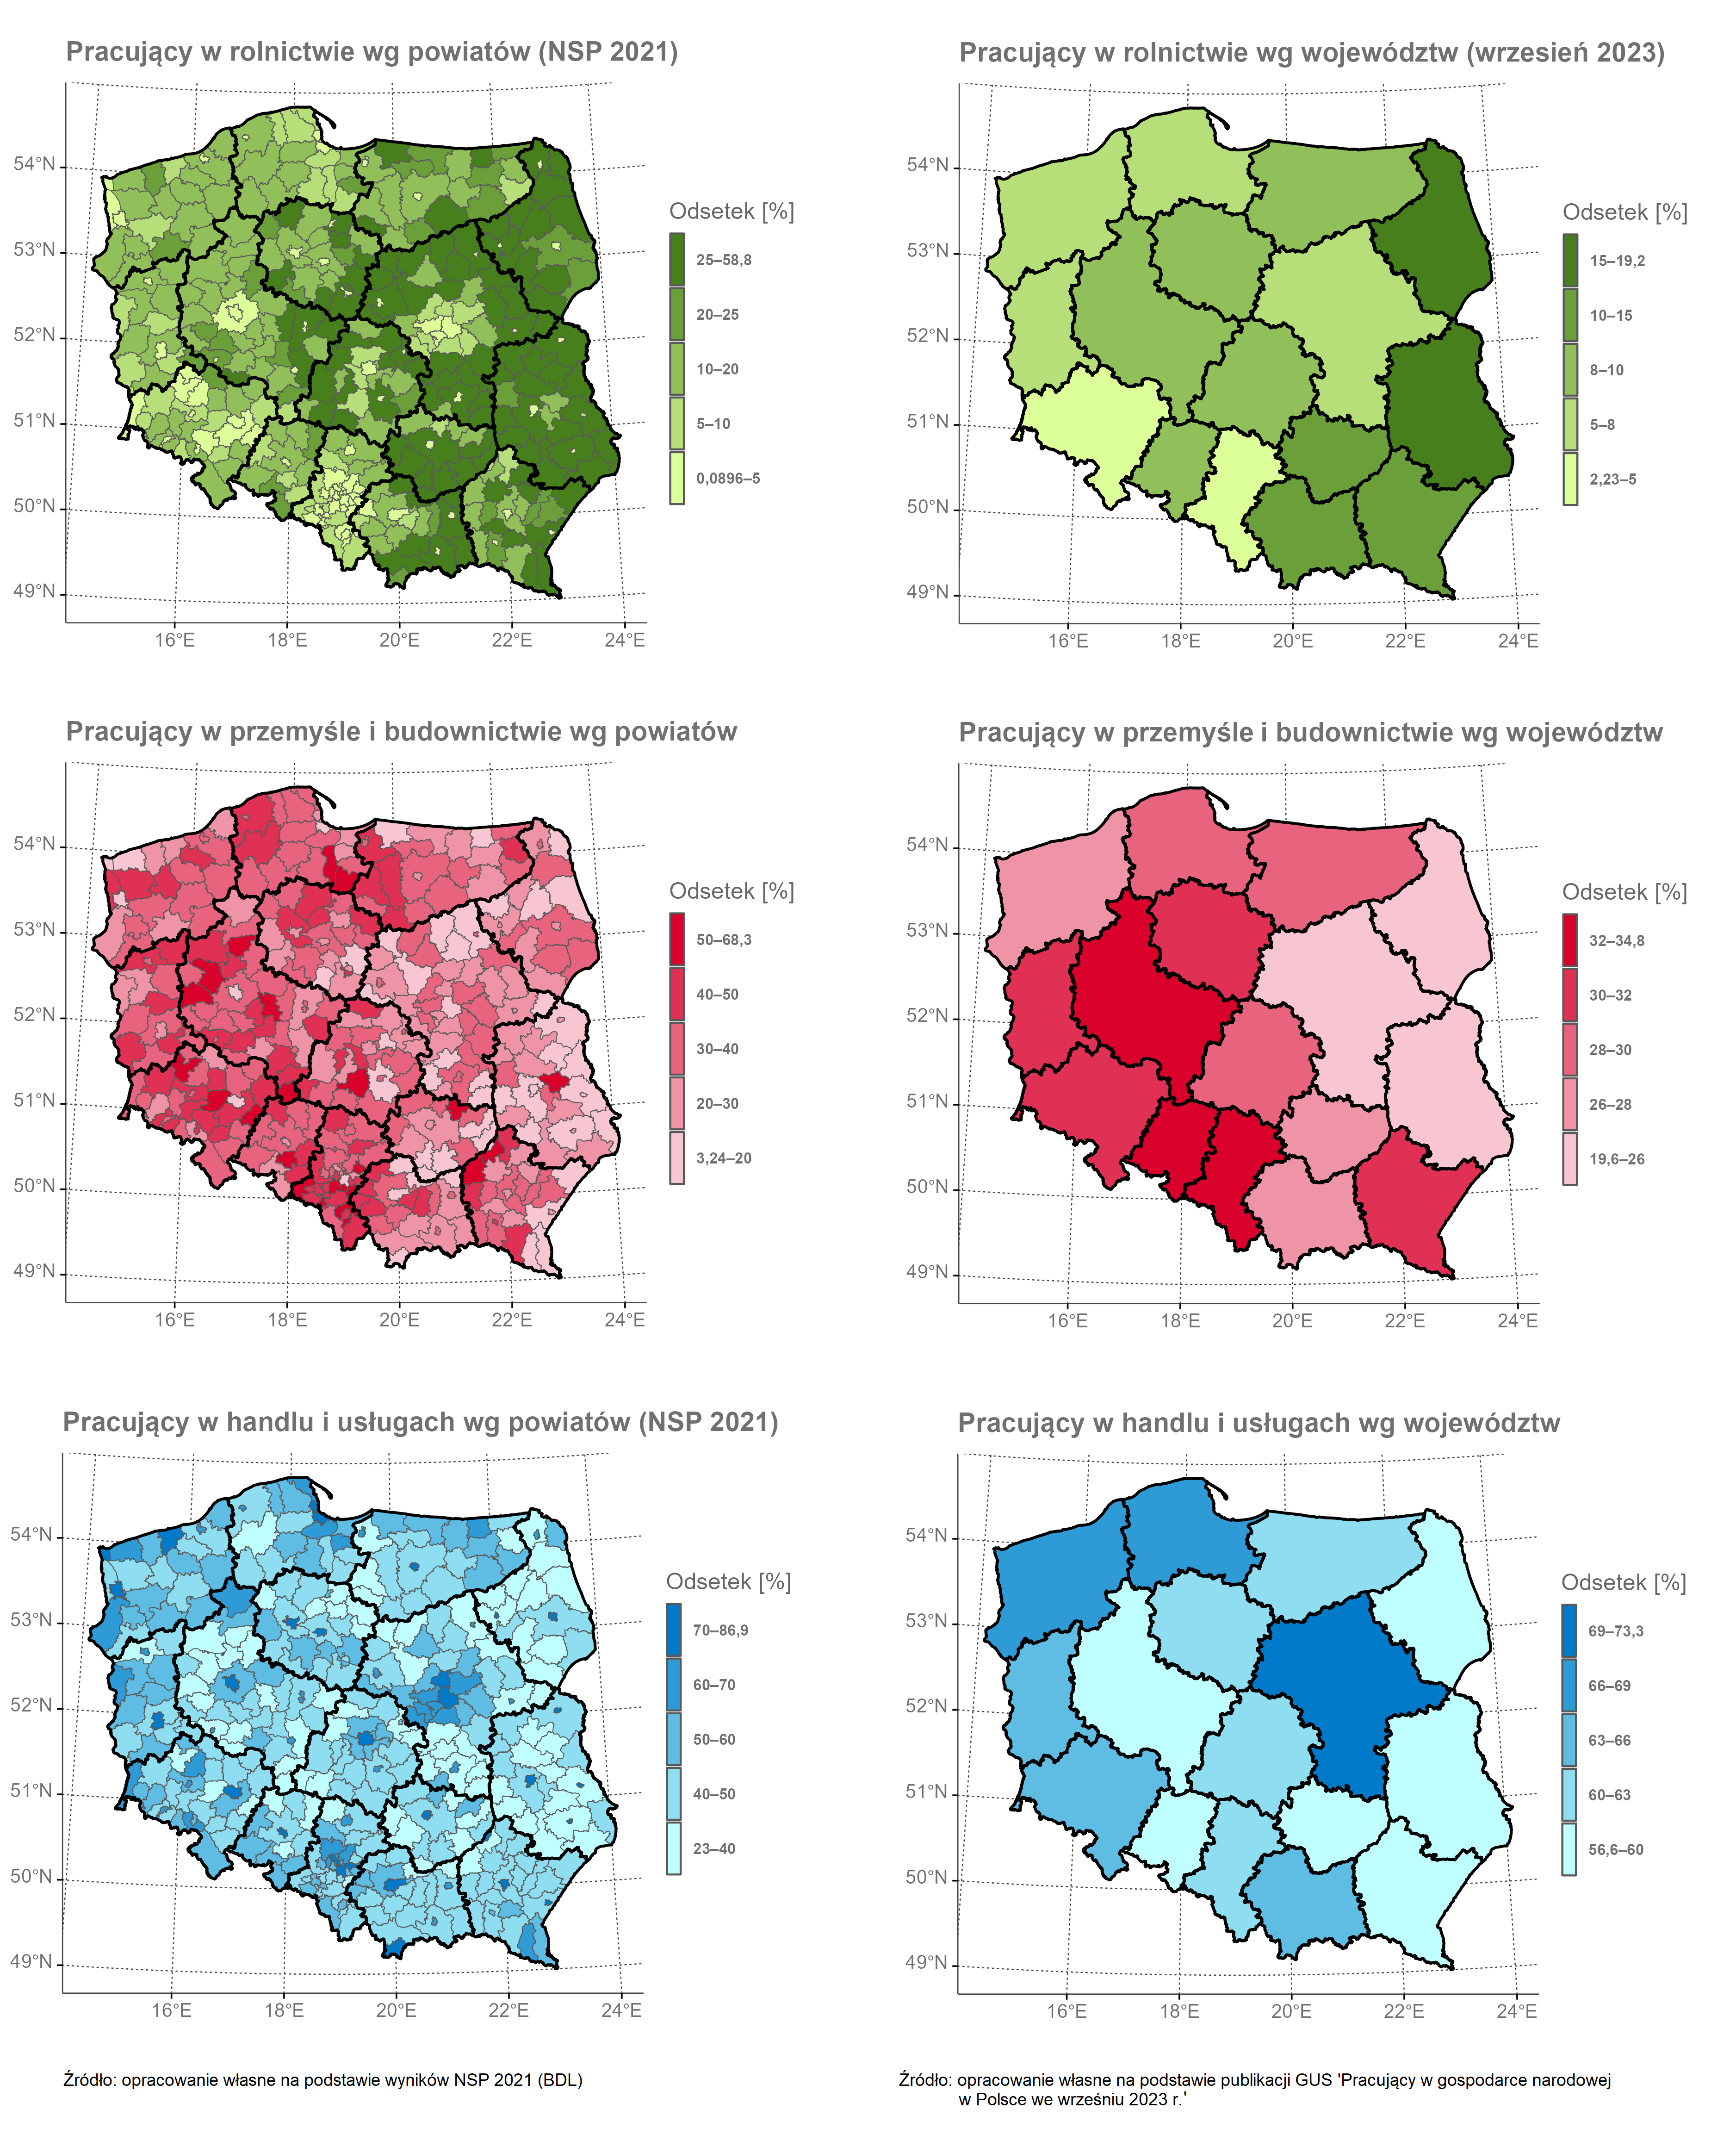 Pracujący w rolnictwie wg powiatów (NSP 2021)
54°N
53°N
52°N
51°N
50°N
49°N
16°E 18°E 20°E 22°E 24°E
Odsetek [%]
25–58,8
20–25
10–20
5–10
0,0896–5
Pracujący w rolnictwie wg województw (wrzesień 2023)
54°N
53°N
52°N
51°N
50°N
49°N
16°E 18°E 20°E 22°E 24°E
Odsetek [%]
15–19,2
10–15
8–10
5–8
2,23–5
Pracujący w przemyśle i budownictwie wg powiatów
54°N
53°N
52°N
51°N
50°N
49°N
16°E 18°E 20°E 22°E 24°E
Odsetek [%]
50–68,3
40–50
30–40
20–30
3,24–20
Pracujący w przemyśle i budownictwie wg województw
54°N
53°N
52°N
51°N
50°N
49°N
16°E 18°E 20°E 22°E 24°E
Odsetek [%]
32–34,8
30–32
28–30
26–28
19,6–26
Pracujący w handlu i usługach wg powiatów (NSP 2021)
54°N
53°N
52°N
51°N
50°N
49°N
16°E 18°E 20°E 22°E 24°E
Odsetek [%]
70–86,9
60–70
50–60
40–50
23–40
Pracujący w handlu i usługach wg województw
54°N
53°N
52°N
51°N
50°N
49°N
16°E 18°E 20°E 22°E 24°E
Odsetek [%]
69–73,3
66–69
63–66
60–63
56,6–60
Źródło: opracowanie własne na podstawie wyników NSP 2021 (BDL)
Źródło: opracowanie własne na podstawie publikacji GUS 'Pracujący w gospodarce narodowej
w Polsce we wrześniu 2023 r.'